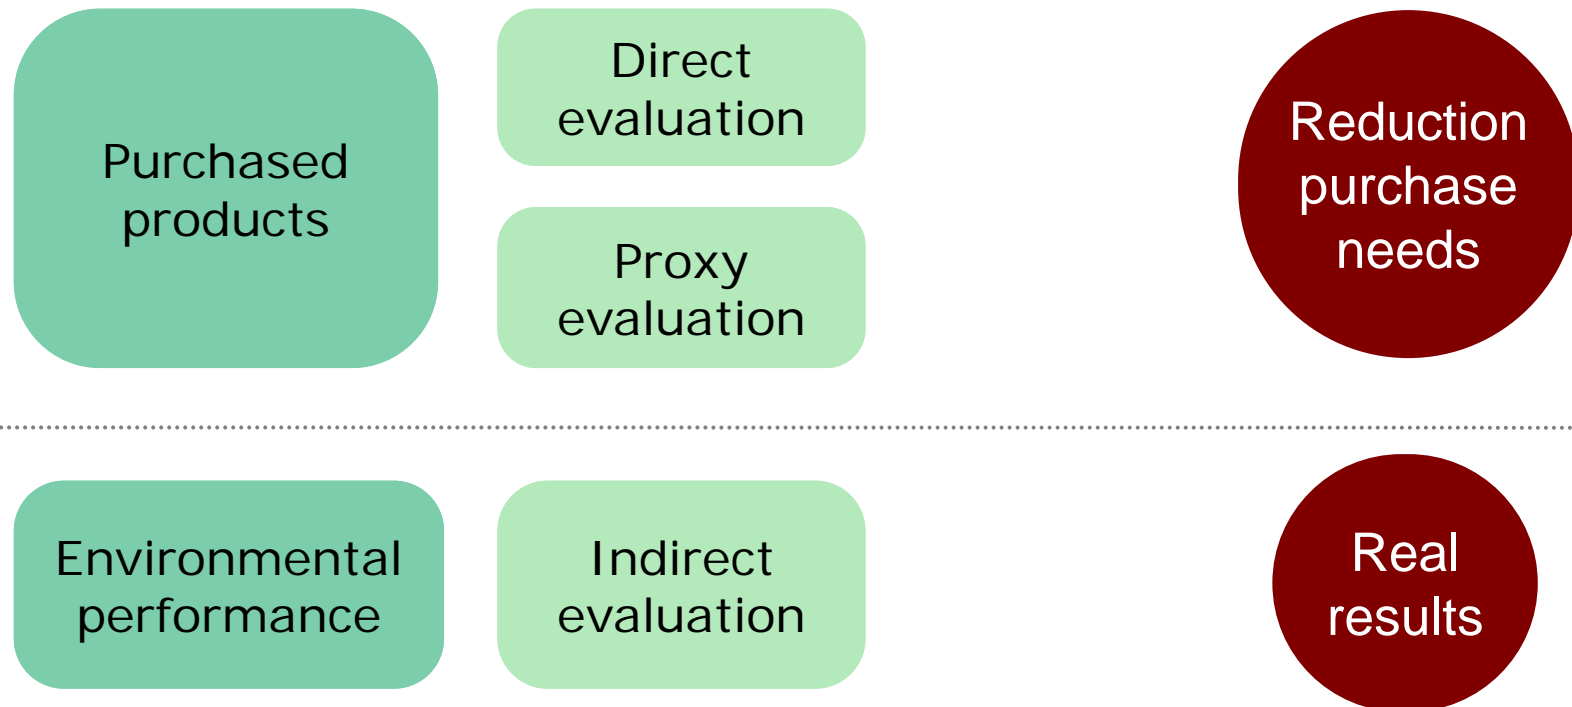 Purchased
products
Direct
evaluation
Proxy
evaluation
Reduction
purchase
needs
Environmental
performance
Indirect
evaluation
Real
results